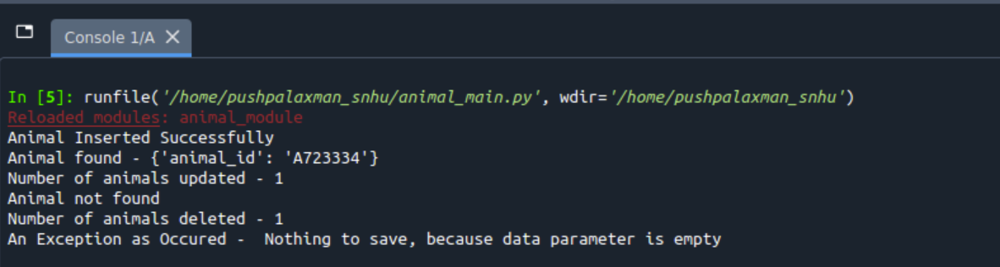 Console 1/A
In [5]: runfile('/home/pushpalaxman_snhu/animal_main.py', wdir='/home/pushpalaxman_snhu')
Reloaded modules: animal_module
Animal Inserted Successfully
Animal found - {'animal_id': 'A723334'}
Number of animals updated - 1
Animal not found
Number of animals deleted - 1
An Exception as Occured -  Nothing to save, because data parameter is empty